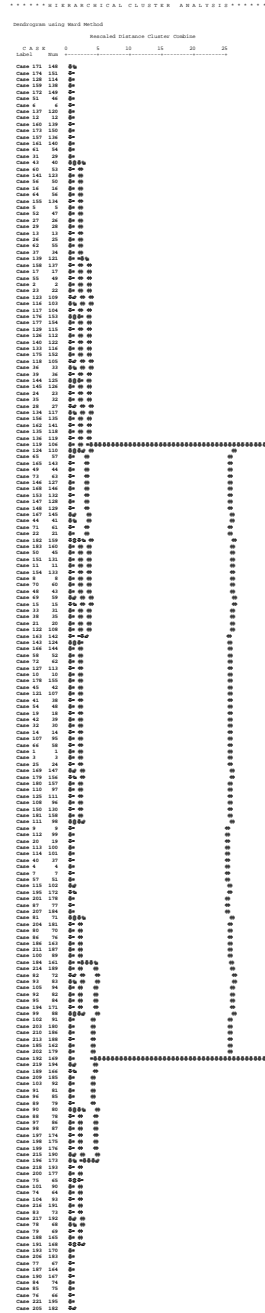 * * * * * * H I E R A R C H I C A L   C L U S T E R   A N A L Y S I S * * * * * *
Dendrogram using Ward Method
Rescaled Distance Cluster Combine
C A S E 0 5 10 15 20 25
Label Num
Case 171 148
Case 174 151
Case 128 114
Case 159 138
Case 172 149
Case 51 46
Case 6 6
Case 137 120
Case 12 12
Case 160 139
Case 173 150
Case 157 136
Case 161 140
Case 61 54
Case 31 29
Case 43 40
Case 60 53
Case 141 123
Case 56 50
Case 16 16
Case 64 56
Case 155 134
Case 5 5
Case 52 47
Case 27 26
Case 29 28
Case 13 13
Case 26 25
Case 62 55
Case 37 34
Case 139 121
Case 158 137
Case 17 17
Case 55 49
Case 2 2
Case 23 22
Case 123 109
Case 116 103
Case 117 104
Case 176 153
Case 177 154
Case 129 115
Case 126 112
Case 140 122
Case 133 116
Case 175 152
Case 118 105
Case 36 33
Case 39 36
Case 144 125
Case 145 126
Case 24 23
Case 35 32
Case 28 27
Case 134 117
Case 156 135
Case 162 141
Case 135 118
Case 136 119
Case 119 106
Case 124 110
Case 65 57
Case 165 143
Case 49 44
Case 73 63
Case 146 127
Case 168 146
Case 153 132
Case 147 128
Case 148 129
Case 167 145
Case 44 41
Case 71 61
Case 22 21
Case 182 159
Case 183 160
Case 50 45
Case 151 131
Case 11 11
Case 154 133
Case 8 8
Case 70 60
Case 48 43
Case 69 59
Case 15 15
Case 33 31
Case 38 35
Case 21 20
Case 122 108
Case 163 142
Case 143 124
Case 166 144
Case 58 52
Case 72 62
Case 127 113
Case 10 10
Case 178 155
Case 45 42
Case 121 107
Case 41 38
Case 54 48
Case 19 18
Case 42 39
Case 32 30
Case 14 14
Case 107 95
Case 66 58
Case 1 1
Case 3 3
Case 25 24
Case 169 147
Case 179 156
Case 180 157
Case 110 97
Case 125 111
Case 108 96
Case 150 130
Case 181 158
Case 111 98
Case 9 9
Case 112 99
Case 20 19
Case 113 100
Case 114 101
Case 40 37
Case 4 4
Case 7 7
Case 57 51
Case 115 102
Case 195 172
Case 201 178
Case 87 77
Case 207 184
Case 81 71
Case 204 181
Case 80 70
Case 86 76
Case 186 163
Case 211 187
Case 100 89
Case 184 161
Case 214 189
Case 82 72
Case 93 83
Case 105 94
Case 92 82
Case 95 84
Case 194 171
Case 99 88
Case 102 91
Case 203 180
Case 210 186
Case 213 188
Case 185 162
Case 202 179
Case 192 169
Case 219 194
Case 189 166
Case 209 185
Case 103 92
Case 91 81
Case 96 85
Case 89 79
Case 90 80
Case 88 78
Case 97 86
Case 98 87
Case 197 174
Case 198 175
Case 199 176
Case 215 190
Case 196 173
Case 218 193
Case 200 177
Case 75 65
Case 101 90
Case 74 64
Case 104 93
Case 216 191
Case 83 73
Case 217 192
Case 78 68
Case 79 69
Case 188 165
Case 191 168
Case 193 170
Case 206 183
Case 77 67
Case 187 164
Case 190 167
Case 84 74
Case 85 75
Case 76 66
Case 221 195
Case 205 182